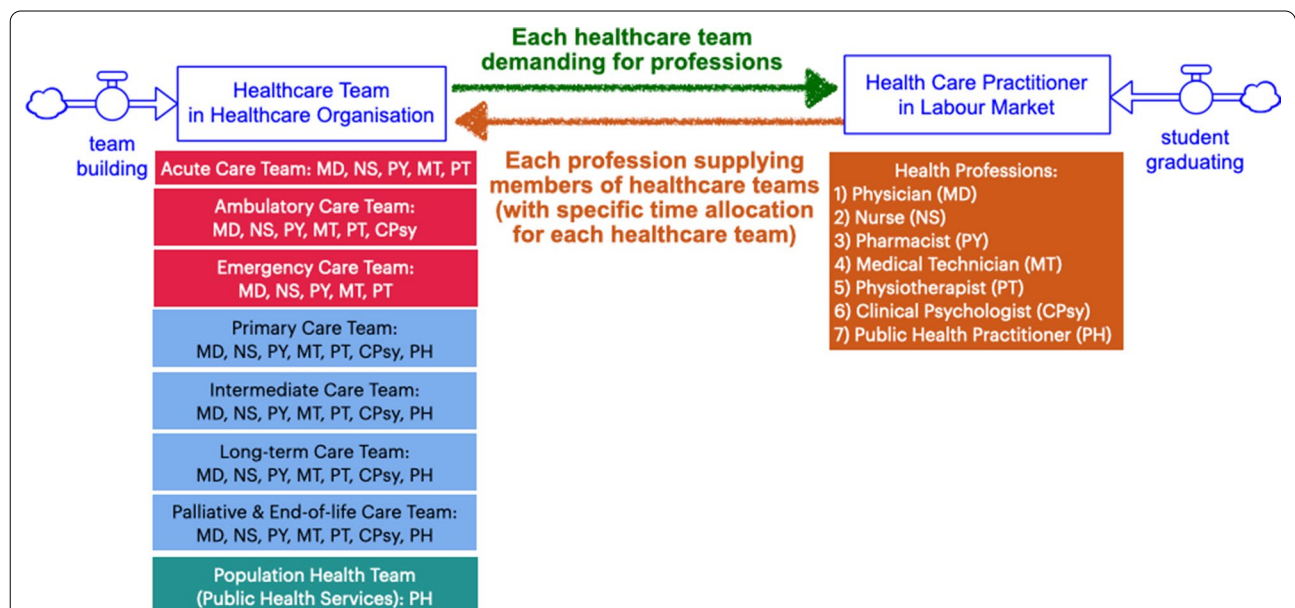 Each healthcare team
demanding for professions
Healthcare Team
in Healthcare Organisation
Health Care Practitioner
in Labour Market
team
building
student
graduating
Each profession supplying
members of healthcare teams
(with specific time allocation
for each healthcare team)
Acute Care Team: MD, NS, PY, MT, PT
Ambulatory Care Team:
MD, NS, PY, MT, PT, CPsy
Emergency Care Team:
MD, NS, PY, MT, PT
Primary Care Team:
MD, NS, PY, MT, PT, CPsy, PH
Intermediate Care Team:
MD, NS, PY, MT, PT, CPsy, PH
Long-term Care Team:
MD, NS, PY, MT, PT, CPsy, PH
Palliative & End-of-life Care Team:
MD, NS, PY, MT, PT, CPsy, PH
Population Health Team
(Public Health Services): PH
Health Professions:
1) Physician (MD)
2) Nurse (NS)
3) Pharmacist (PY)
4) Medical Technician (MT)
5) Physiotherapist (PT)
6) Clinical Psychologist (CPsy)
7) Public Health Practitioner (PH)